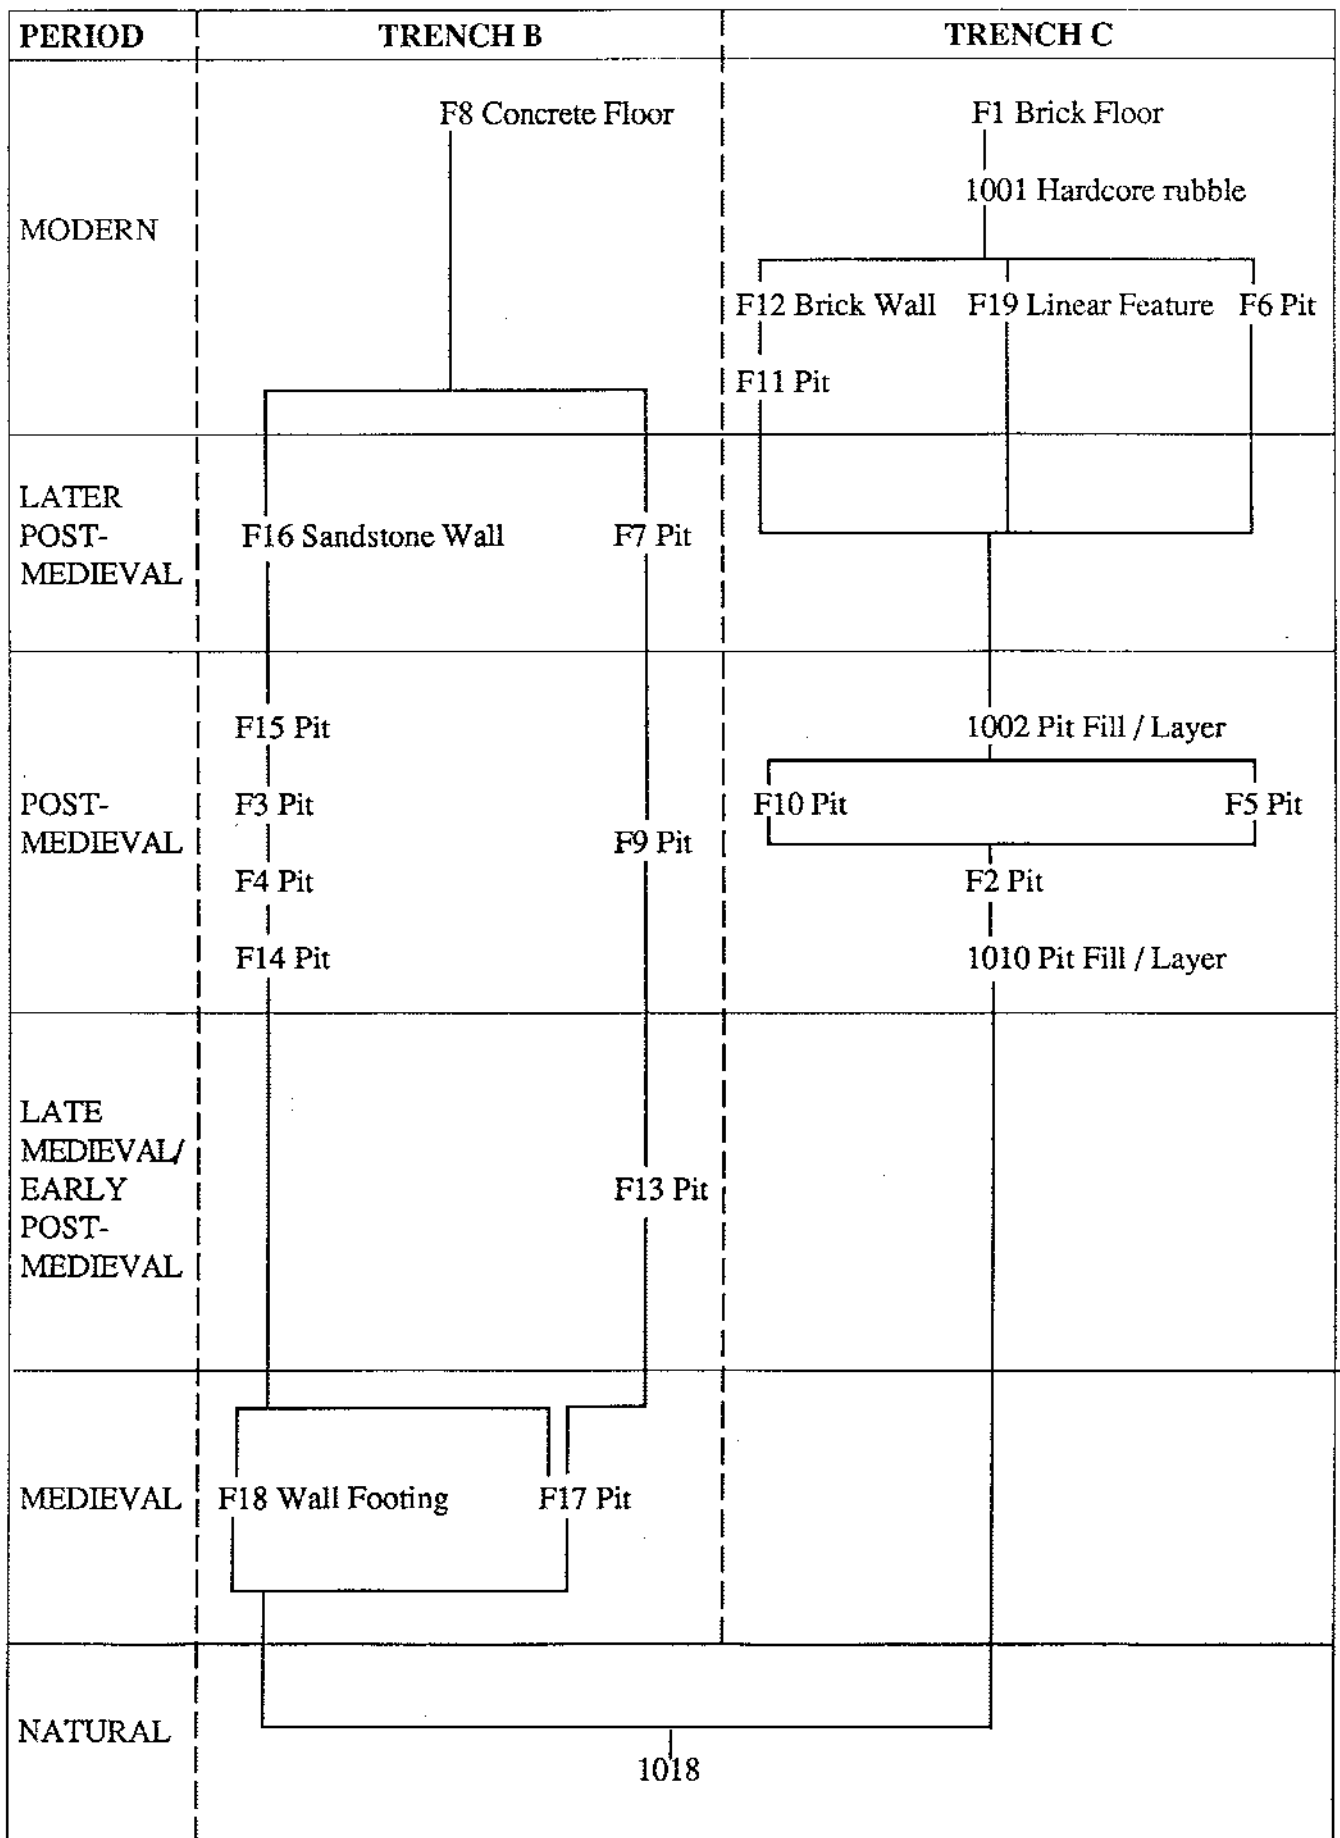 PERIOD TRENCH B TRENCH C
F8 Concrete Floor F1 Brick Floor
1001 Hardcore rubble
MODERN
F12 Brick Wall F19 Linear Feature F6 Pit
F11 Pit
LATER
POST-
MEDIEVAL
F16 Sandstone Wall F7 Pit
F15 Pit 1002 Pit Fill / Layer
POST-
MEDIEVAL
F3 Pit F10 Pit F5 Pit
F9 Pit
F4 Pit F2 Pit
F14 Pit 1010 Pit Fill / Layer
LATE
MEDIEVAL/
EARLY
POST-
MEDIEVAL
F13 Pit
MEDIEVAL F18 Wall Footing F17 Pit
NATURAL
1018